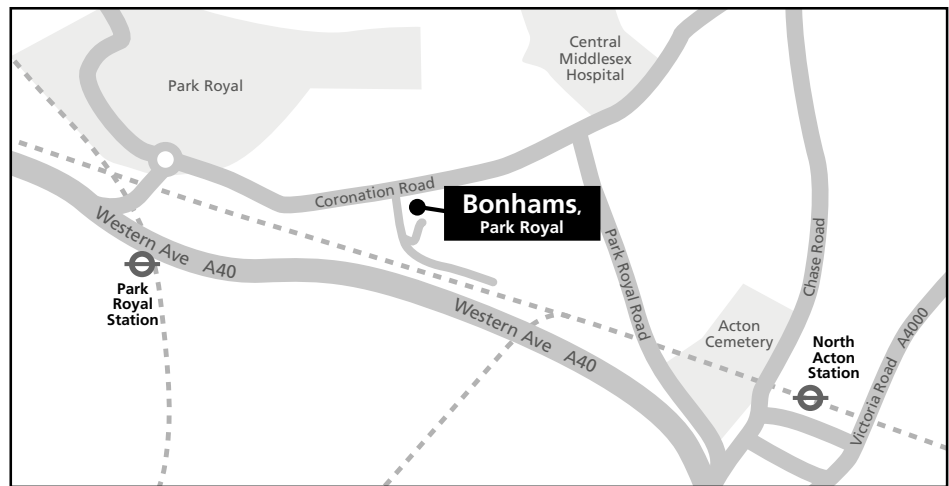 Central
Middlesex
Hospital
Park Royal
Coronation Road
Bonhams,
Park Royal
Western Ave A40
Park
Royal
Station
Park Royal Road
Chase Road
Western Ave A40
Acton
Cemetery
North
Acton
Station
Victoria Road A4000